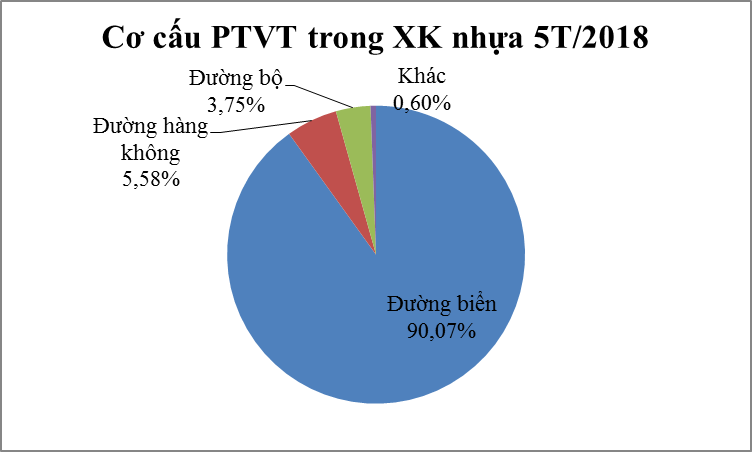 Cơ cấu PTVT trong XK nhựa 5T/2018
Đường bộ
3,75%
Khác
0,60%
Đường hàng
không
5,58%
Đường biển
90,07%